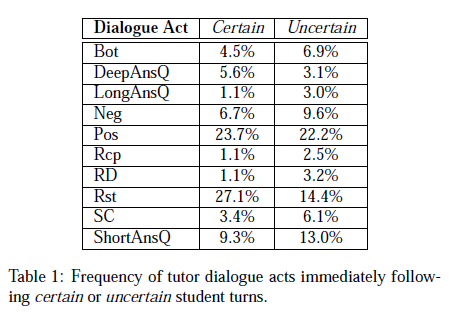 Dialogue Act Certain Uncertain
Bot 4.5% 6.9%
DeepAnsQ 5.6% 3.1%
LongAnsQ 1.1% 3.0%
Neg 6.7% 9.6%
Pos 23.7% 22.2%
Rcp 1.1% 2.5%
RD 1.1% 3.2%
Rst 27.1% 14.4%
SC 3.4% 6.1%
ShortAnsQ 9.3% 13.0%
Table 1: Frequency of tutor dialogue acts immediately follow-
ing certain or uncertain student turns.